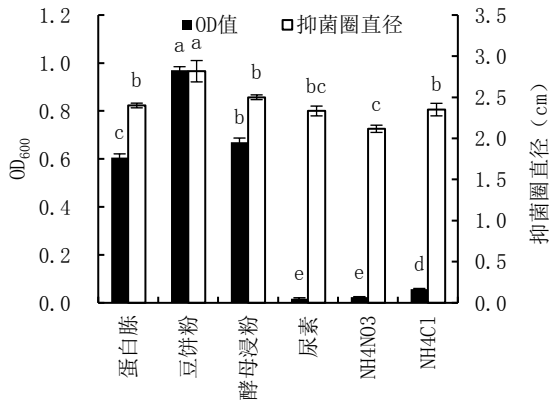 OD值 抑菌圈直径
1.2
1.0
0.8
0.6
0.4
0.2
0.0
OD600
3.5
3.0
2.5
2.0
1.5
1.0
0.5
0.0
抑菌圈直径（cm）
c b
a a
b b
e bc
e c
d b
蛋白胨
豆饼粉
酵母浸粉
尿素
NH4NO3
NH4Cl